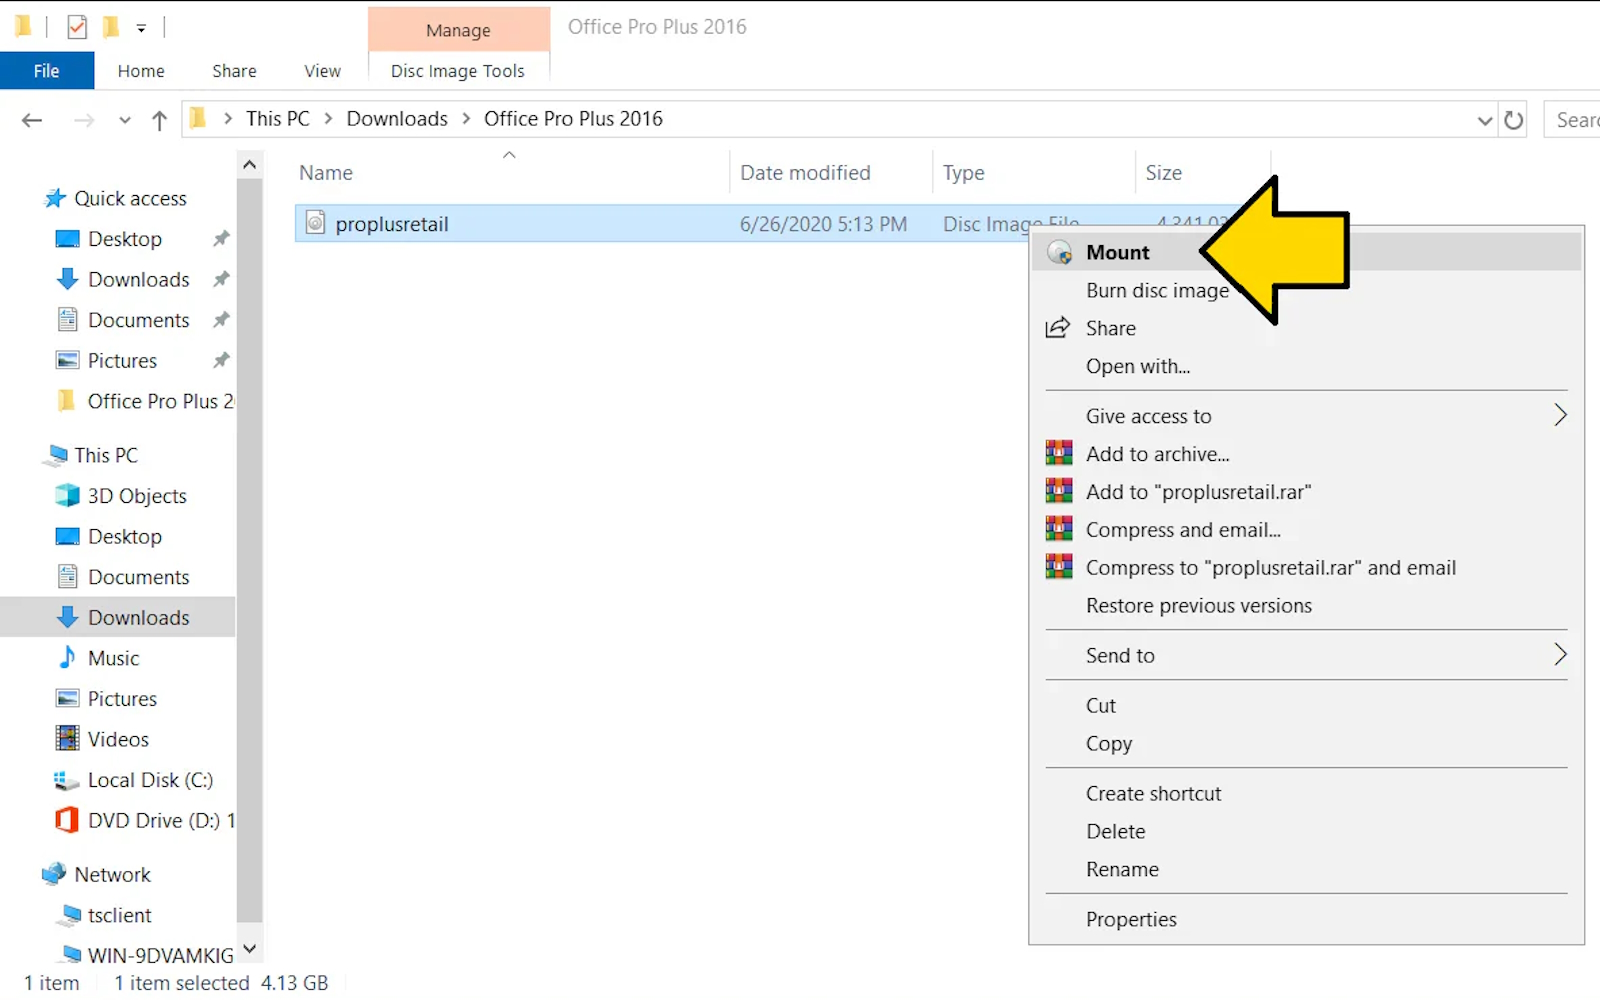 Manage
Office Pro Plus 2016
File
Home
Share
View
Disc Image Tools
This PC
Downloads
Office Pro Plus 2016
Sear
Name
Date modified
Type
Size
proplusretail
6/26/2020 5:13 PM
Disc Image File
Quick access
Desktop
Downloads
Documents
Pictures
Office Pro Plus 2
This PC
3D Objects
Desktop
Documents
Downloads
Music
Pictures
Videos
Local Disk (C:)
DVD Drive (D:) 1
Network
tsclient
WIN-9DVAMKIG
Mount
Burn disc image
Share
Open with...
Give access to
Add to archive...
Add to "proplusretail.rar"
Compress and email...
Compress to "proplusretail.rar" and email
Restore previous versions
Send to
Cut
Copy
Create shortcut
Delete
Rename
Properties
1 item
1 item selected 4.13 GB